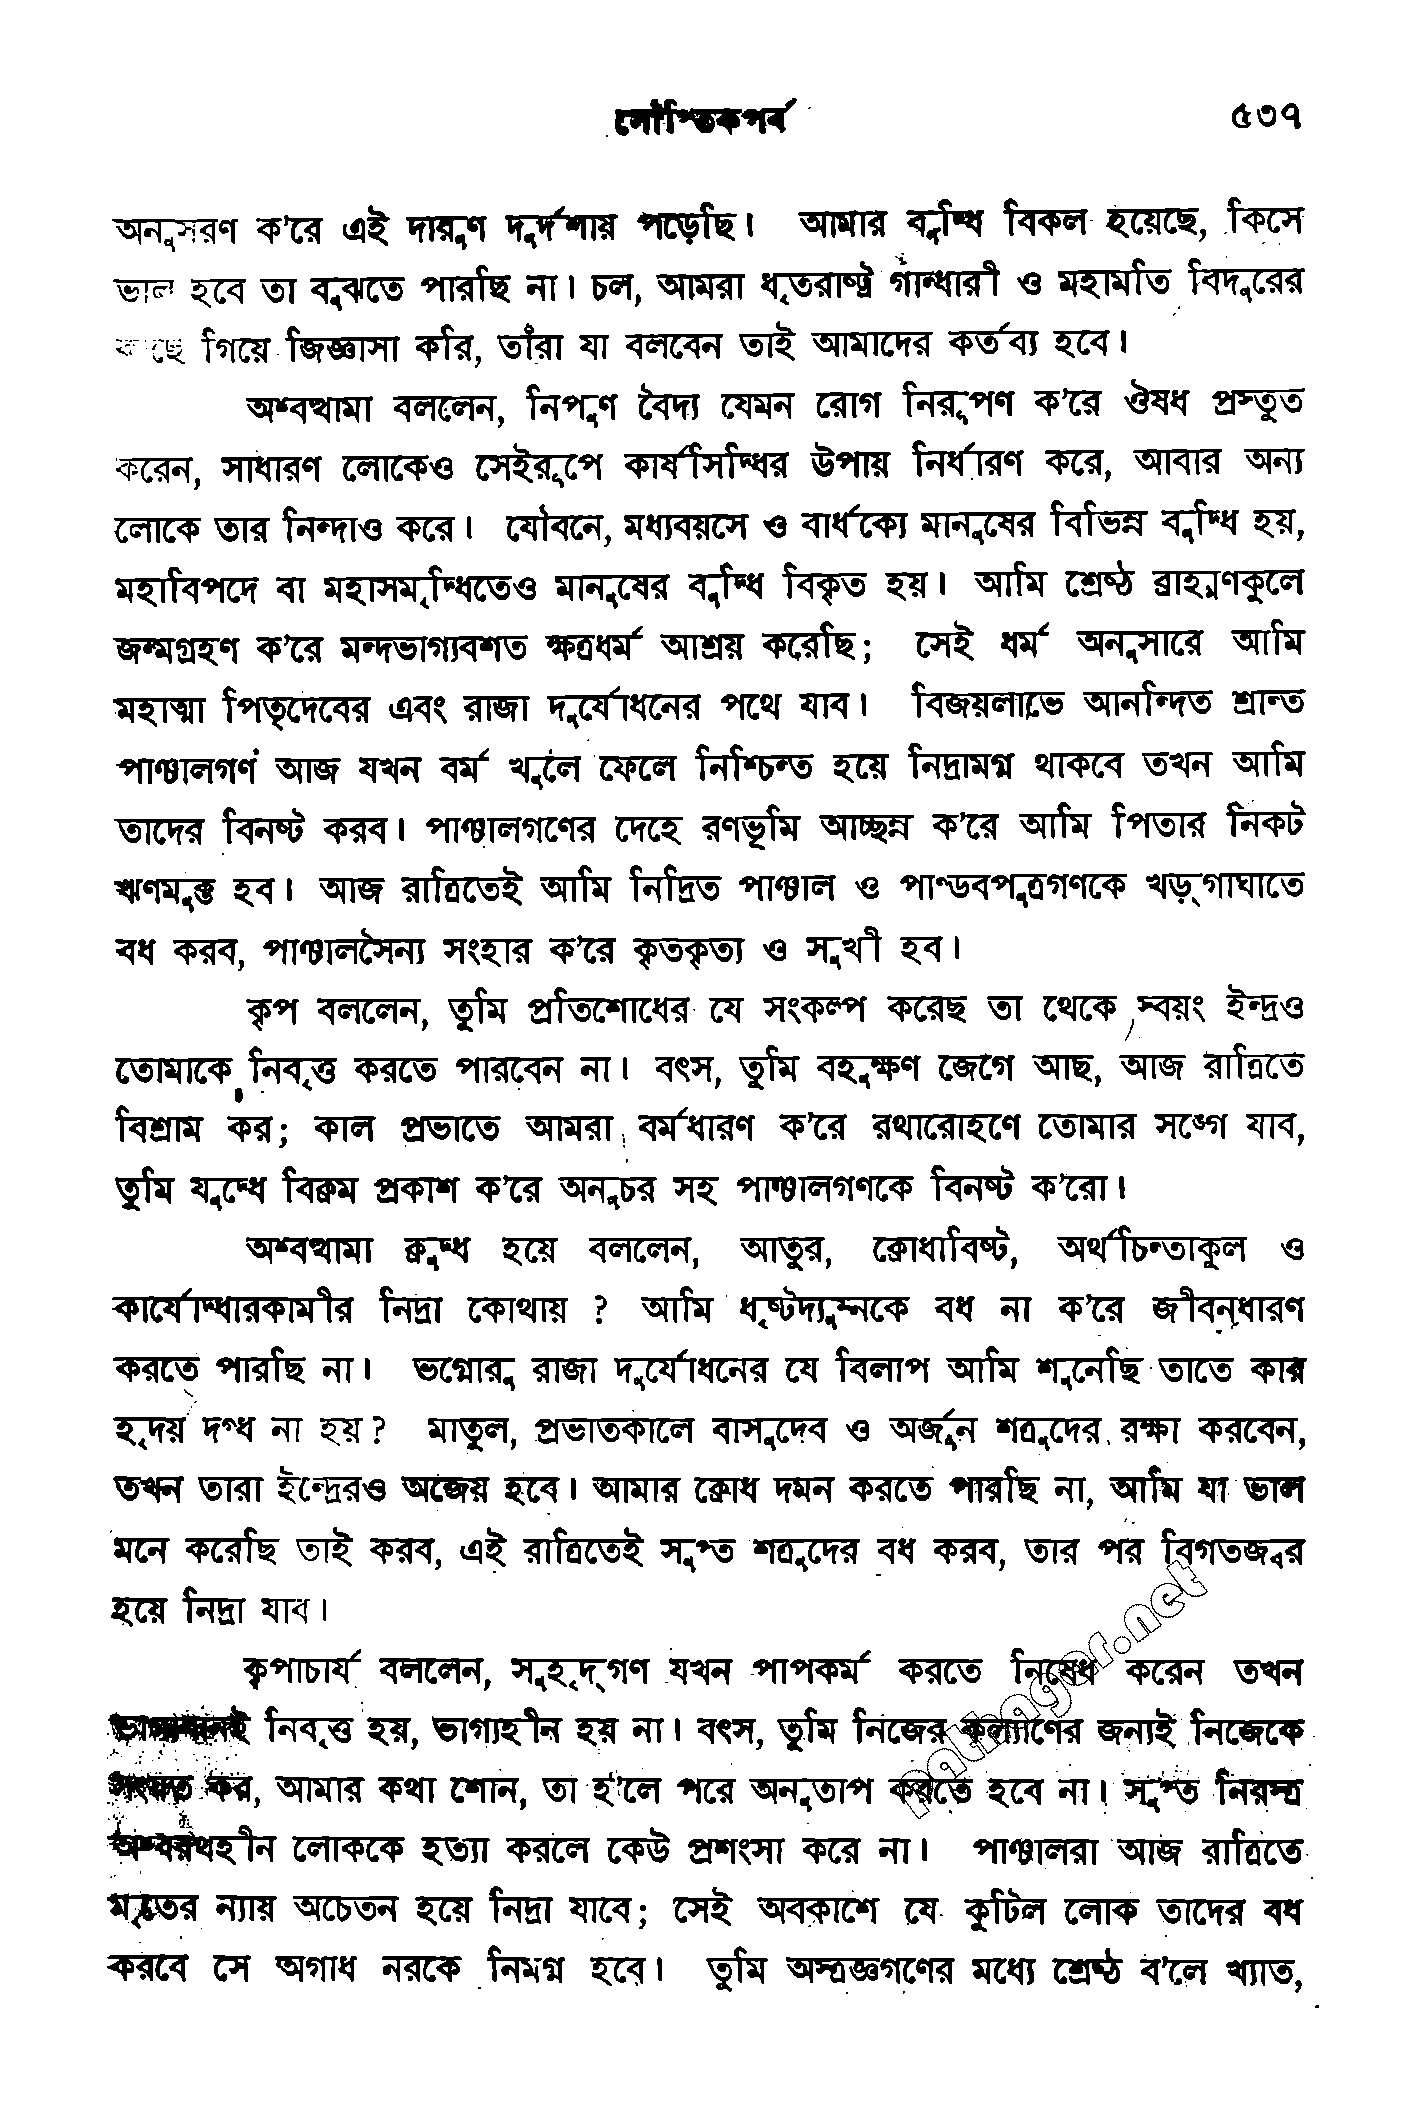 সৌপ্তিকপর্ব ৫৩৭
অনুসরণ ক'রে এই দারুণ দুর্দশায় পড়েছি। আমার বুদ্ধি বিকল হয়েছে, কিসে
ভাল হবে তা বুঝতে পারছি না। চল, আমরা ধৃতরাষ্ট্র গান্ধারী ও মহামতি বিদুরের
কাছে গিয়ে জিজ্ঞাসা করি, তাঁরা যা বলবেন তাই আমাদের কর্তব্য হবে।
অশ্বত্থামা বললেন, নিপুণ বৈদ্য যেমন রোগ নিরূপণ ক'রে ঔষধ প্রস্তুত
করেন, সাধারণ লোকেও সেইরূপে কার্যসিদ্ধির উপায় নির্ধারণ করে, আবার অন্য
লোকে তার নিন্দাও করে। যৌবনে, মধ্যবয়সে ও বার্ধক্যে মানুষের বিভিন্ন বুদ্ধি হয়,
মহাবিপদে বা মহাসমৃদ্ধিতেও মানুষের বুদ্ধি বিকৃত হয়। আমি শ্রেষ্ঠ ব্রাহ্মণকুলে
জন্মগ্রহণ ক'রে মন্দভাগ্যবশত ক্ষত্রধর্ম আশ্রয় করেছি; সেই ধর্ম অনুসারে আমি
মহাত্মা পিতৃদেবের এবং রাজা দুর্যোধনের পথে যাব। বিজয়লাভে আনন্দিত শ্রান্ত
পাঞ্চালগণ আজ যখন বর্ম খুলে ফেলে নিশ্চিন্ত হয়ে নিদ্রামগ্ন থাকবে তখন আমি
তাদের বিনষ্ট করব। পাঞ্চালগণের দেহে রণভূমি আচ্ছন্ন ক'রে আমি পিতার নিকট
ঋণমুক্ত হব। আজ রাত্রিতেই আমি নিদ্রিত পাঞ্চাল ও পাণ্ডবপুত্রগণকে খড়্‌গাঘাতে
বধ করব, পাঞ্চালসৈন্য সংহার ক'রে কৃতকৃত্য ও সুখী হব।
কৃপ বললেন, তুমি প্রতিশোধের যে সংকল্প করেছ তা থেকে স্বয়ং ইন্দ্রও
তোমাকে নিবৃত্ত করতে পারবেন না। বৎস, তুমি বহুক্ষণ জেগে আছ, আজ রাত্রিতে
বিশ্রাম কর; কাল প্রভাতে আমরা বর্মধারণ ক'রে রথারোহণে তোমার সঙ্গে যাব,
তুমি যুদ্ধে বিক্রম প্রকাশ ক'রে অনুচর সহ পাঞ্চালগণকে বিনষ্ট ক'রো।
অশ্বত্থামা ক্রুদ্ধ হয়ে বললেন, আতুর, ক্রোধাবিষ্ট, অর্থচিন্তাকুল ও
কার্যোদ্ধারকামীর নিদ্রা কোথায় ? আমি ধৃষ্টদ্যুম্নকে বধ না ক'রে জীবনধারণ
করতে পারছি না। ভগ্নোরু রাজা দুর্যোধনের যে বিলাপ আমি শুনেছি তাতে কার
হৃদয় দগ্ধ না হয়? মাতুল, প্রভাতকালে বাসুদেব ও অর্জুন শত্রুদের রক্ষা করবেন,
তখন তারা ইন্দ্রেরও অজেয় হবে। আমার ক্রোধ দমন করতে পারছি না, আমি যা ভাল
মনে করেছি তাই করব, এই রাত্রিতেই সুপ্ত শত্রুদের বধ করব, তার পর বিগতজ্বর
হয়ে নিদ্রা যাব।
কৃপাচার্য বললেন, সুহৃদ্‌গণ যখন পাপকর্ম করতে নিষেধ করেন তখন
ভাগ্যবানই নিবৃত্ত হয়, ভাগ্যহীন হয় না। বৎস, তুমি নিজের কল্যাণের জন্যই নিজেকে
সংযত কর, আমার কথা শোন, তা হ'লে পরে অনুতাপ করতে হবে না। সুপ্ত নিরস্ত্র
অশ্বরথহীন লোককে হত্যা করলে কেউ প্রশংসা করে না। পাঞ্চালরা আজ রাত্রিতে
মৃতের ন্যায় অচেতন হয়ে নিদ্রা যাবে; সেই অবকাশে যে কুটিল লোক তাদের বধ
করবে সে অগাধ নরকে নিমগ্ন হবে। তুমি অস্ত্রজ্ঞগণের মধ্যে শ্রেষ্ঠ ব'লে খ্যাত,
Pathagar.net